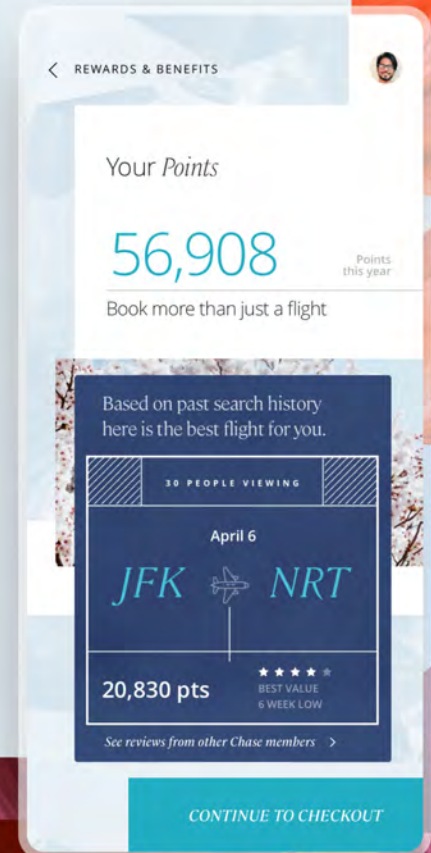 REWARDS & BENEFITS
Your Points
56,908
Points
this year
Book more than just a flight
Based on past search history
here is the best flight for you.
30 PEOPLE VIEWING
April 6
JFK NRT
20,830 pts
BEST VALUE
6 WEEK LOW
See reviews from other Chase members
CONTINUE TO CHECKOUT